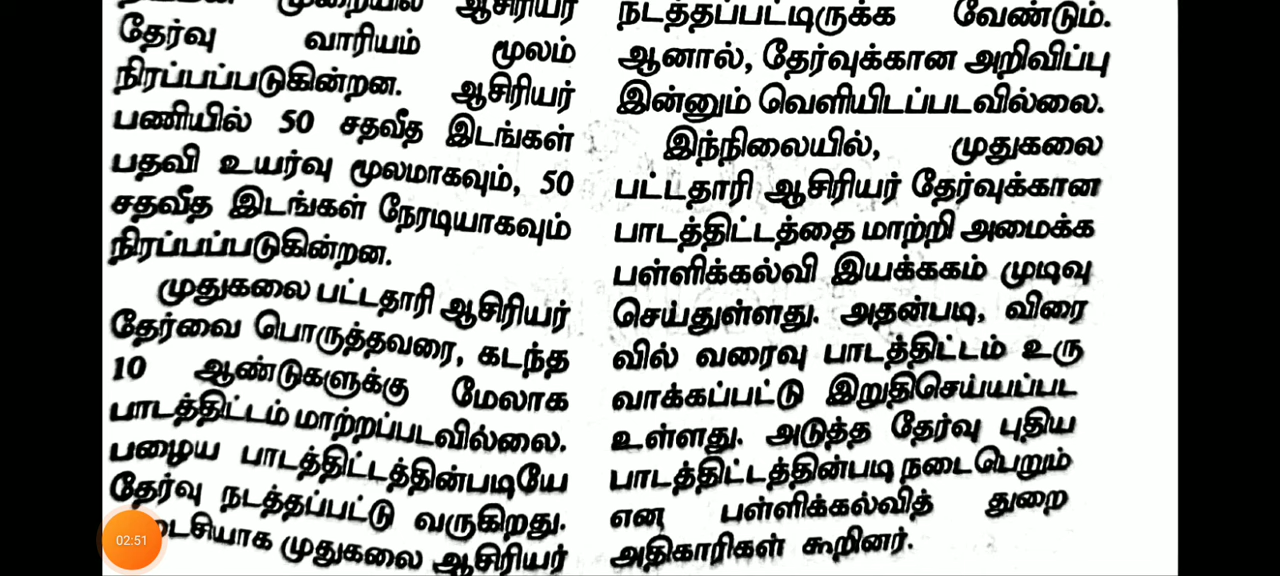 முறையில் ஆசிரியர்
தேர்வு வாரியம் மூலம்
நிரப்பப்படுகின்றன. ஆசிரியர்
பணியில் 50 சதவீத இடங்கள்
பதவி உயர்வு மூலமாகவும், 50
சதவீத இடங்கள் நேரடியாகவும்
நிரப்பப்படுகின்றன.
முதுகலை பட்டதாரி ஆசிரியர்
தேர்வை பொருத்தவரை, கடந்த
10 ஆண்டுகளுக்கு மேலாக
பாடத்திட்டம் மாற்றப்படவில்லை.
பழைய பாடத்திட்டத்தின்படியே
தேர்வு நடத்தப்பட்டு வருகிறது.
முதுகலை ஆசிரியர்
நடத்தப்பட்டிருக்க வேண்டும்.
ஆனால், தேர்வுக்கான அறிவிப்பு
இன்னும் வெளியிடப்படவில்லை.
இந்நிலையில், முதுகலை
பட்டதாரி ஆசிரியர் தேர்வுக்கான
பாடத்திட்டத்தை மாற்றி அமைக்க
பள்ளிக்கல்வி இயக்ககம் முடிவு
செய்துள்ளது. அதன்படி, விரை
வில் வரைவு பாடத்திட்டம் உரு
வாக்கப்பட்டு இறுதிசெய்யப்பட
உள்ளது. அடுத்த தேர்வு புதிய
பாடத்திட்டத்தின்படி நடைபெறும்
என பள்ளிக்கல்வித் துறை
அதிகாரிகள் கூறினர்.
02:51